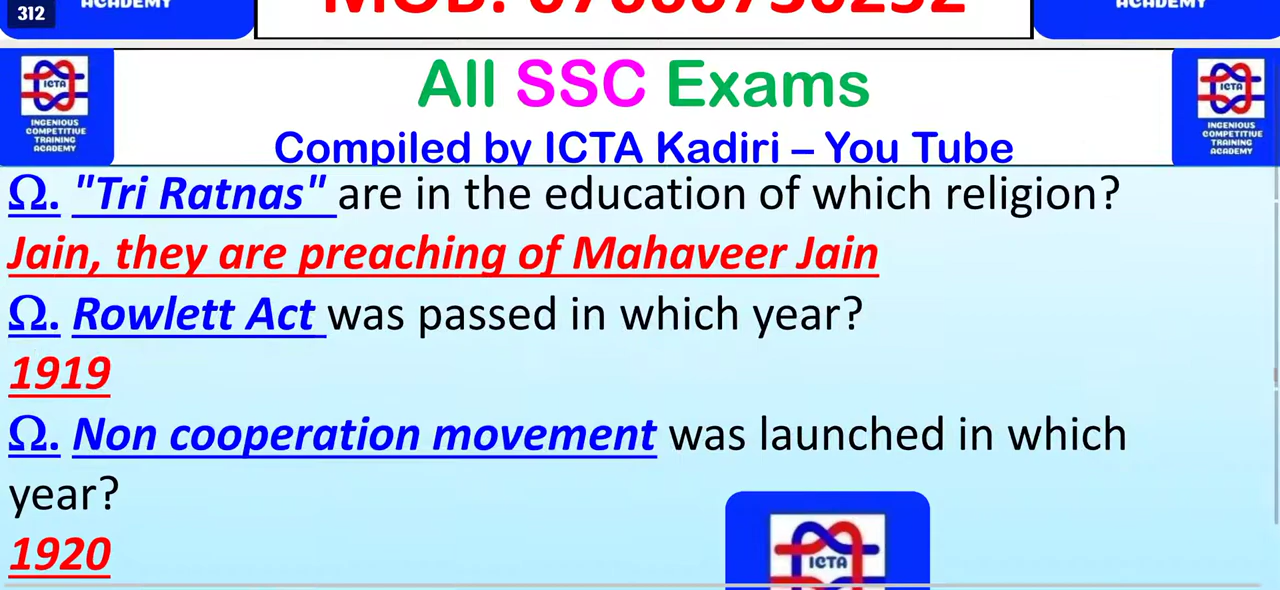 312
ACADEMY
MOB: 07660756252
ACADEMY
ICTA
INGENIOUS
COMPETITIVE
TRAINING
ACADEMY
All SSC Exams
Compiled by ICTA Kadiri – You Tube
ICTA
INGENIOUS
COMPETITIVE
TRAINING
ACADEMY
Ω. "Tri Ratnas" are in the education of which religion?
Jain, they are preaching of Mahaveer Jain
Ω. Rowlett Act was passed in which year?
1919
Ω. Non cooperation movement was launched in which
year?
1920
ICTA